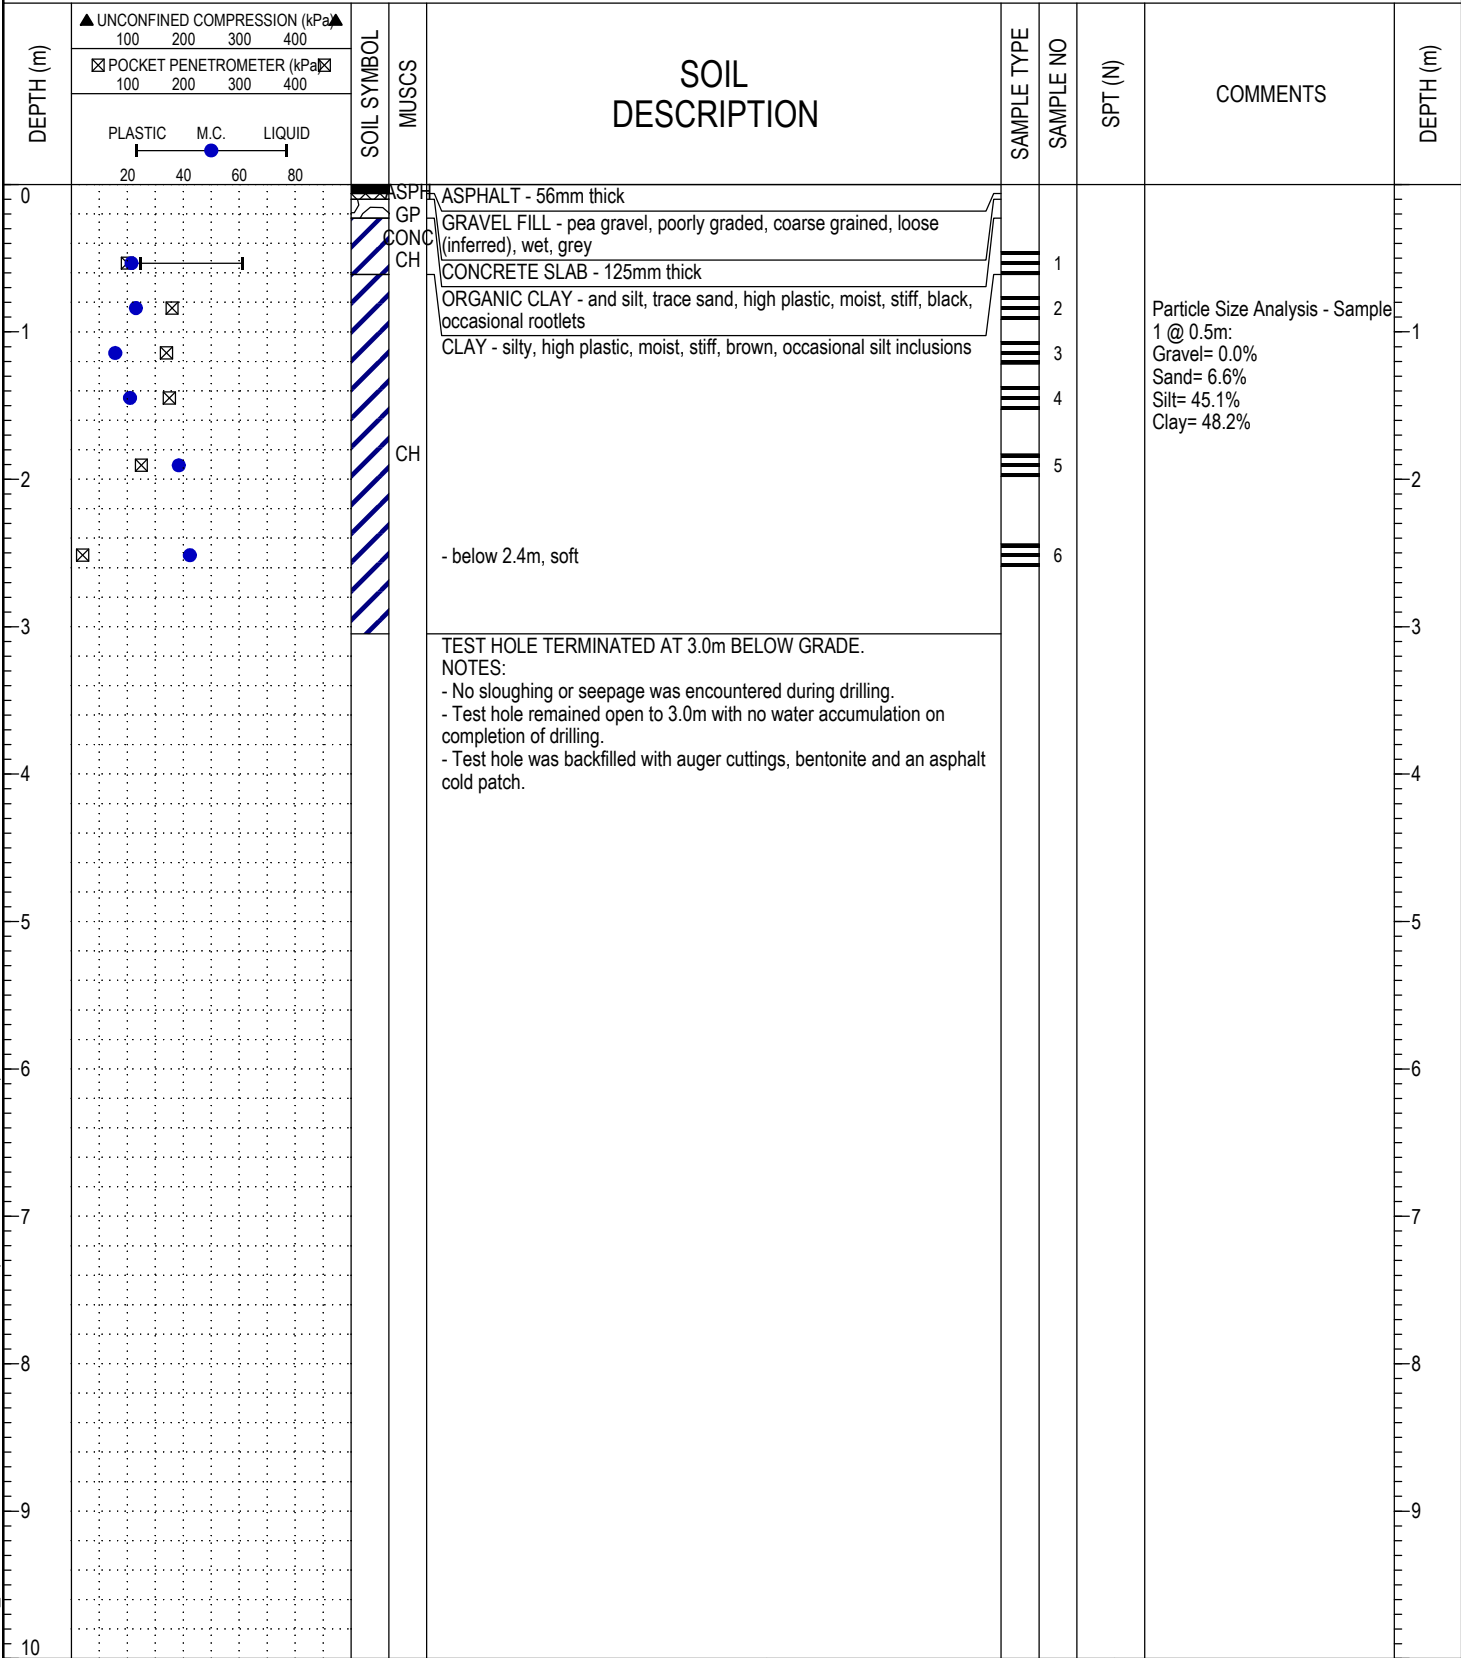 DEPTH (m)
▲ UNCONFINED COMPRESSION (kPa) ▲
100 200 300 400
☒ POCKET PENETROMETER (kPa) ☒
100 200 300 400
PLASTIC M.C. LIQUID
20 40 60 80
SOIL SYMBOL
MUSCS
SOIL
DESCRIPTION
SAMPLE TYPE
SAMPLE NO
SPT (N)
COMMENTS
DEPTH (m)
0
ASPH
ASPHALT - 56mm thick
GP
GRAVEL FILL - pea gravel, poorly graded, coarse grained, loose
(inferred), wet, grey
CONC
CONCRETE SLAB - 125mm thick
CH
ORGANIC CLAY - and silt, trace sand, high plastic, moist, stiff, black,
occasional rootlets
CLAY - silty, high plastic, moist, stiff, brown, occasional silt inclusions
CH
- below 2.4m, soft
TEST HOLE TERMINATED AT 3.0m BELOW GRADE.
NOTES:
- No sloughing or seepage was encountered during drilling.
- Test hole remained open to 3.0m with no water accumulation on
completion of drilling.
- Test hole was backfilled with auger cuttings, bentonite and an asphalt
cold patch.
1
2
3
4
5
6
Particle Size Analysis - Sample
1 @ 0.5m:
Gravel= 0.0%
Sand= 6.6%
Silt= 45.1%
Clay= 48.2%
1
2
3
4
5
6
7
8
9
10
1
2
3
4
5
6
7
8
9